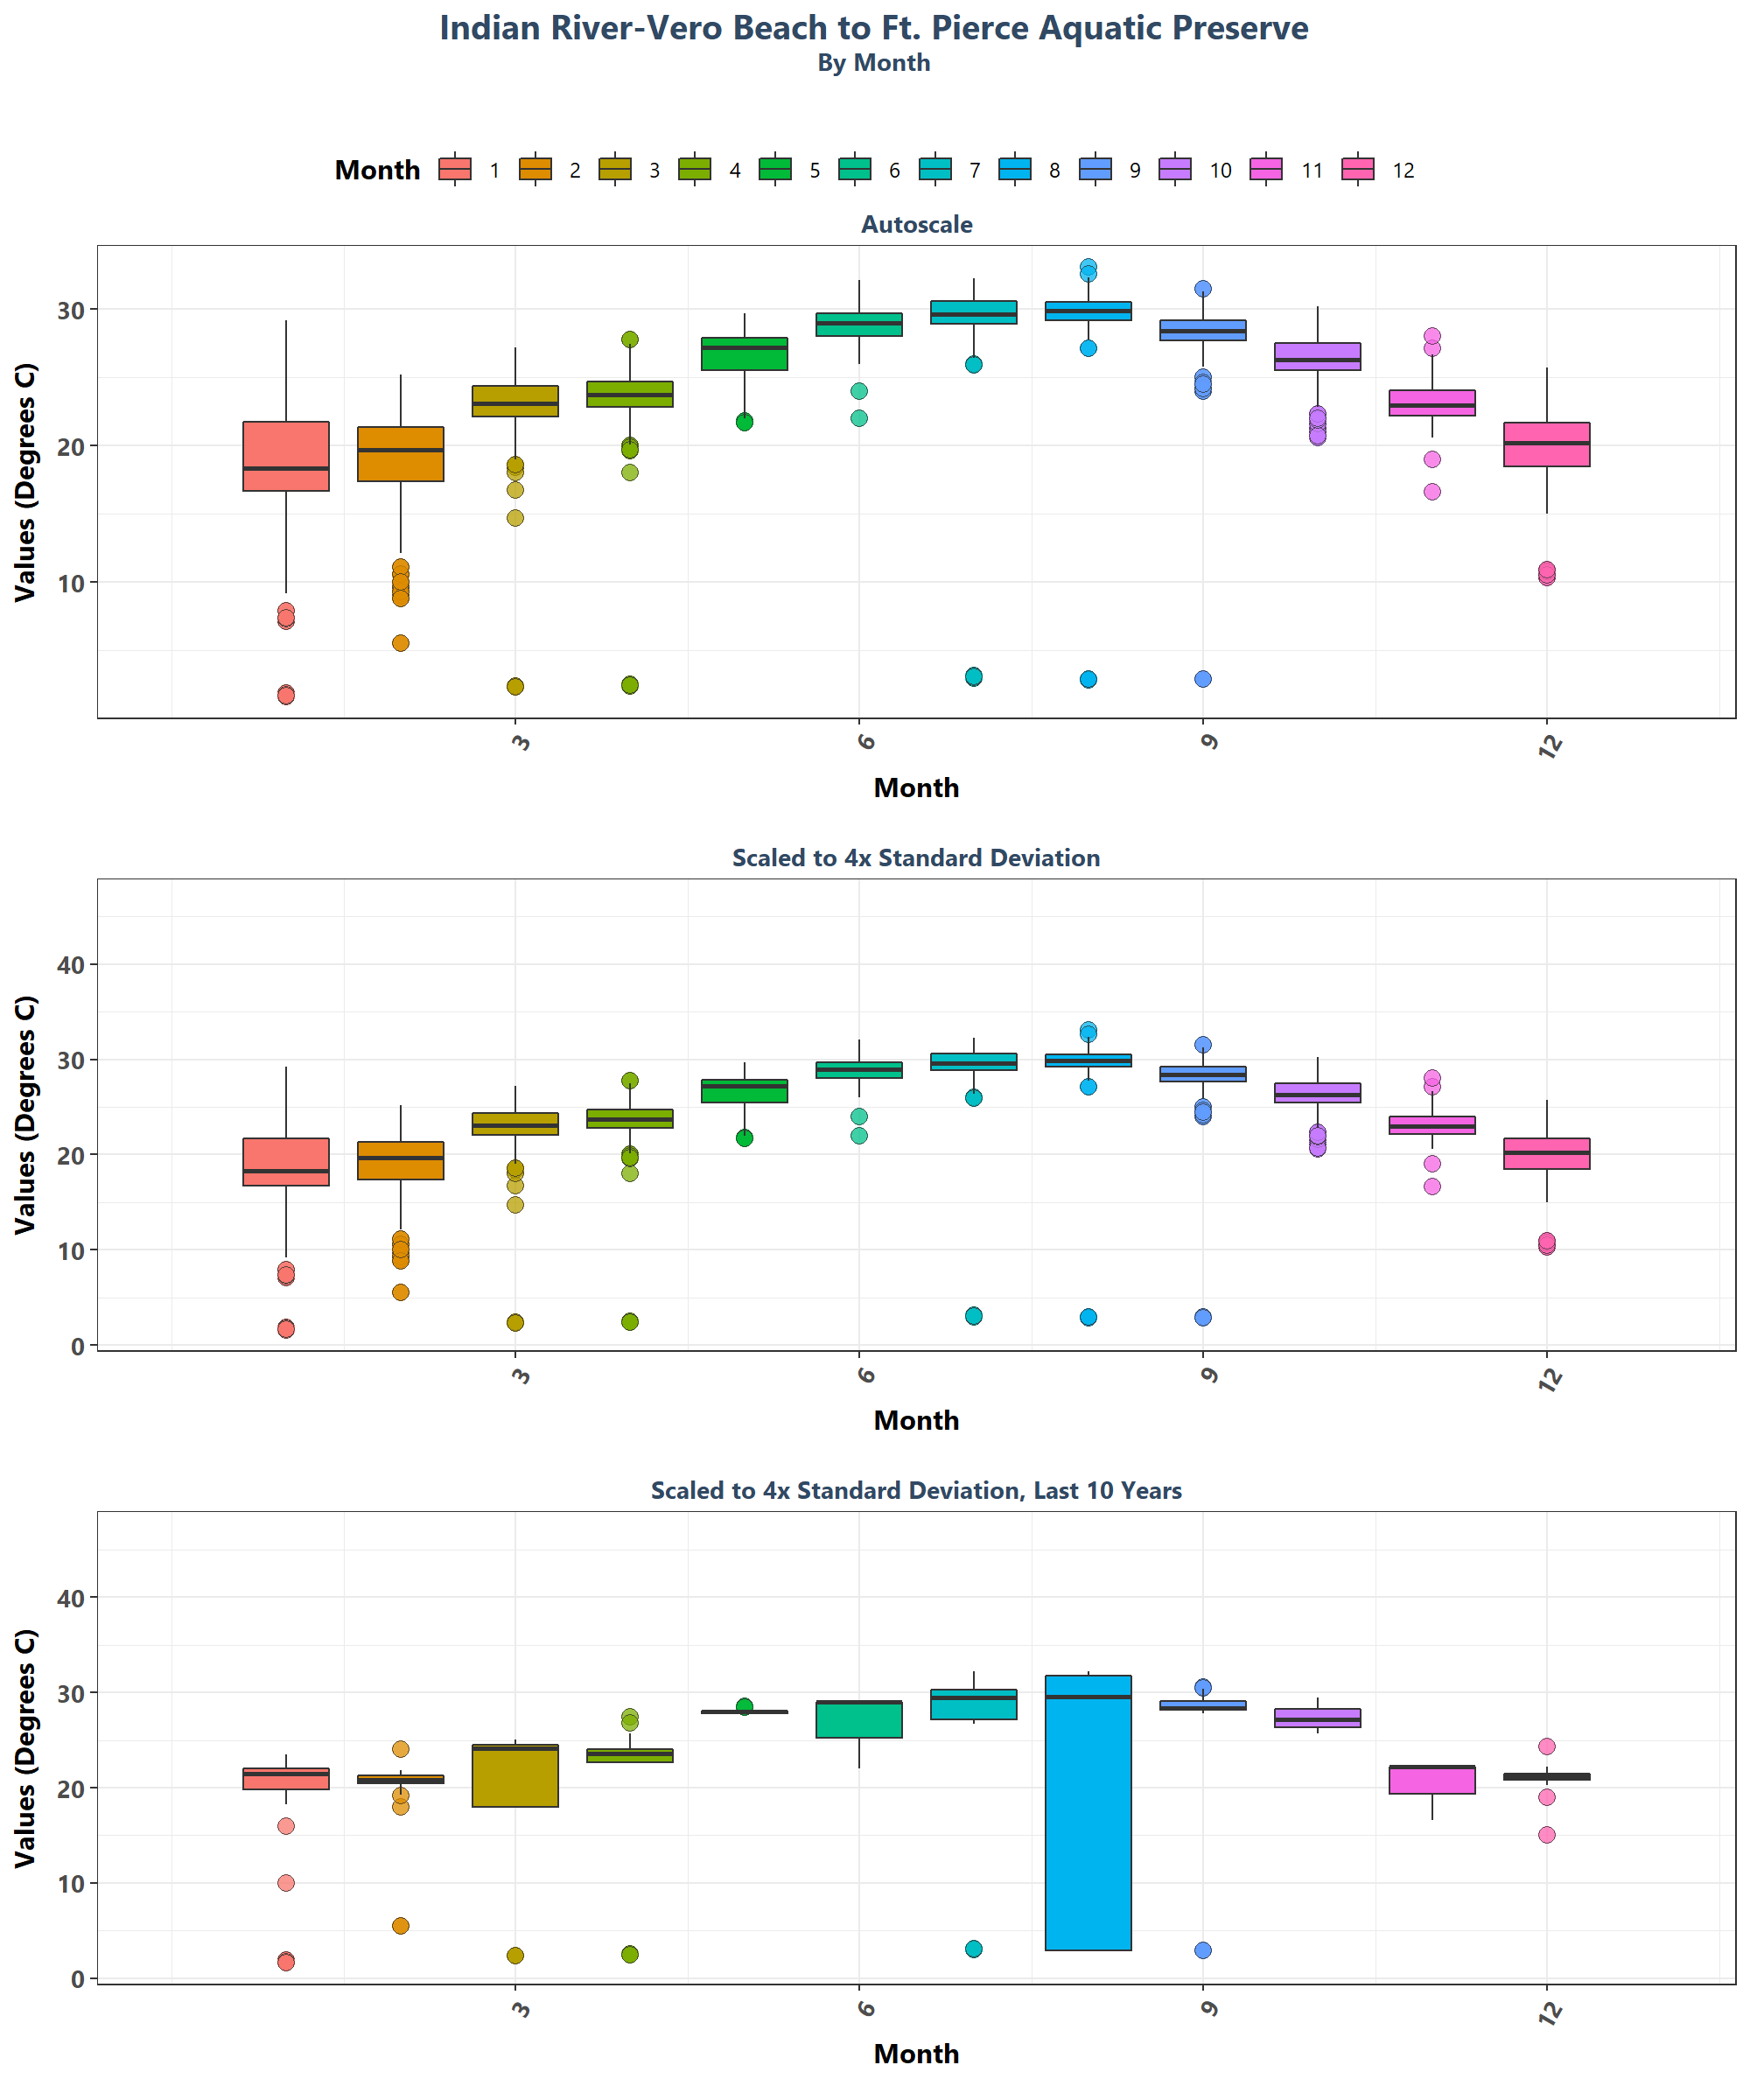 Indian River-Vero Beach to Ft. Pierce Aquatic Preserve
By Month
Month 1 2 3 4 5 6 7 8 9 10 11 12
Autoscale
Values (Degrees C)
30
20
10
3 6 9 12
Month
Scaled to 4x Standard Deviation
Values (Degrees C)
40
30
20
10
0
3 6 9 12
Month
Scaled to 4x Standard Deviation, Last 10 Years
Values (Degrees C)
40
30
20
10
0
3 6 9 12
Month